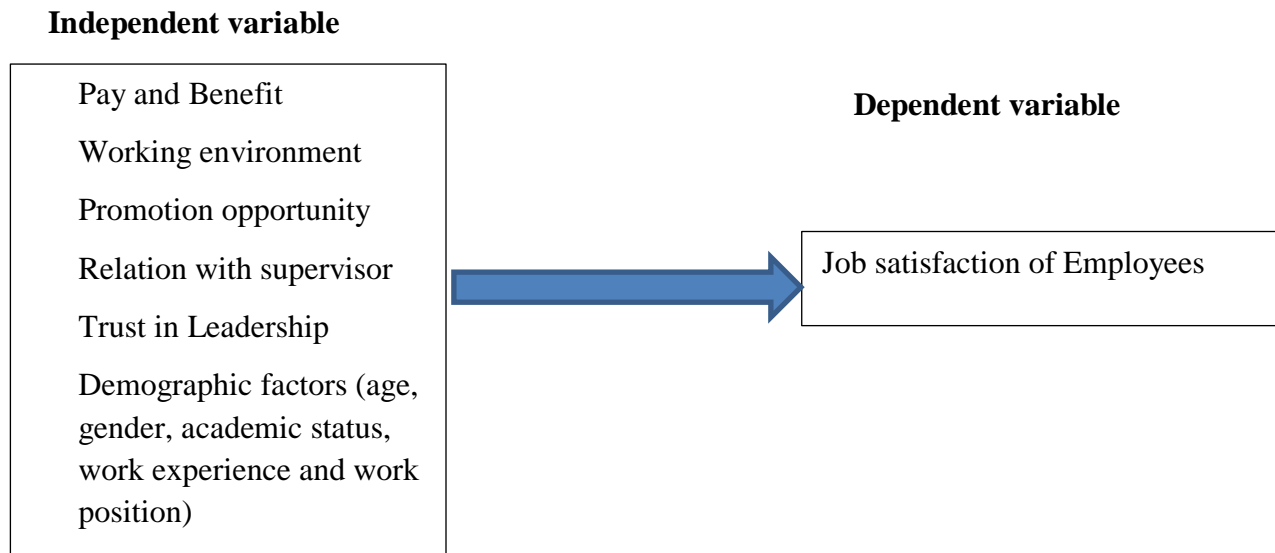 Independent variable
Pay and Benefit
Working environment
Promotion opportunity
Relation with supervisor
Trust in Leadership
Demographic factors (age,
gender, academic status,
work experience and work
position)
Dependent variable
Job satisfaction of Employees